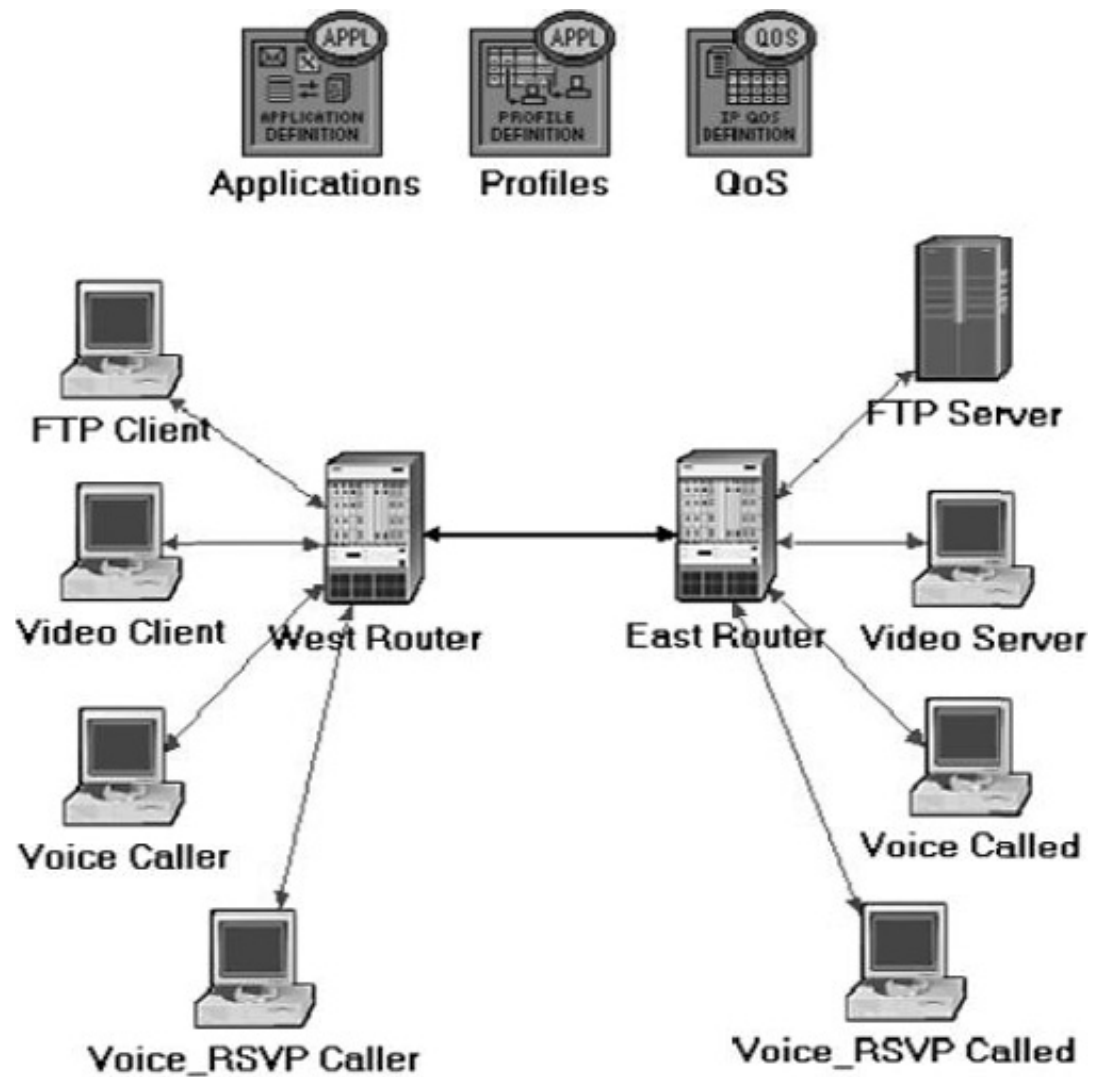 APPL
APPLICATION
DEFINITION
Applications
APPL
PROFILE
DEFINITION
Profiles
QOS
IP QOS
DEFINITION
QoS
FTP Client
FTP Server
Video Client
West Router
East Router
Video Server
Voice Caller
Voice Called
Voice_RSVP Caller
Voice_RSVP Called